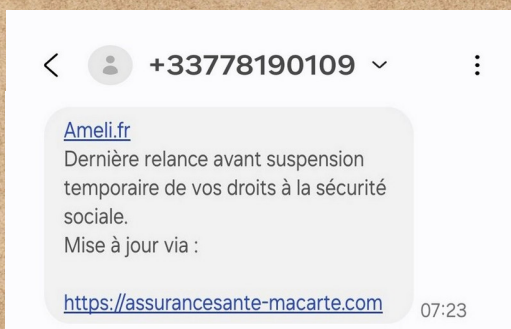 +33778190109
Ameli.fr
Dernière relance avant suspension
temporaire de vos droits à la sécurité
sociale.
Mise à jour via :
https://assurancesante-macarte.com
07:23